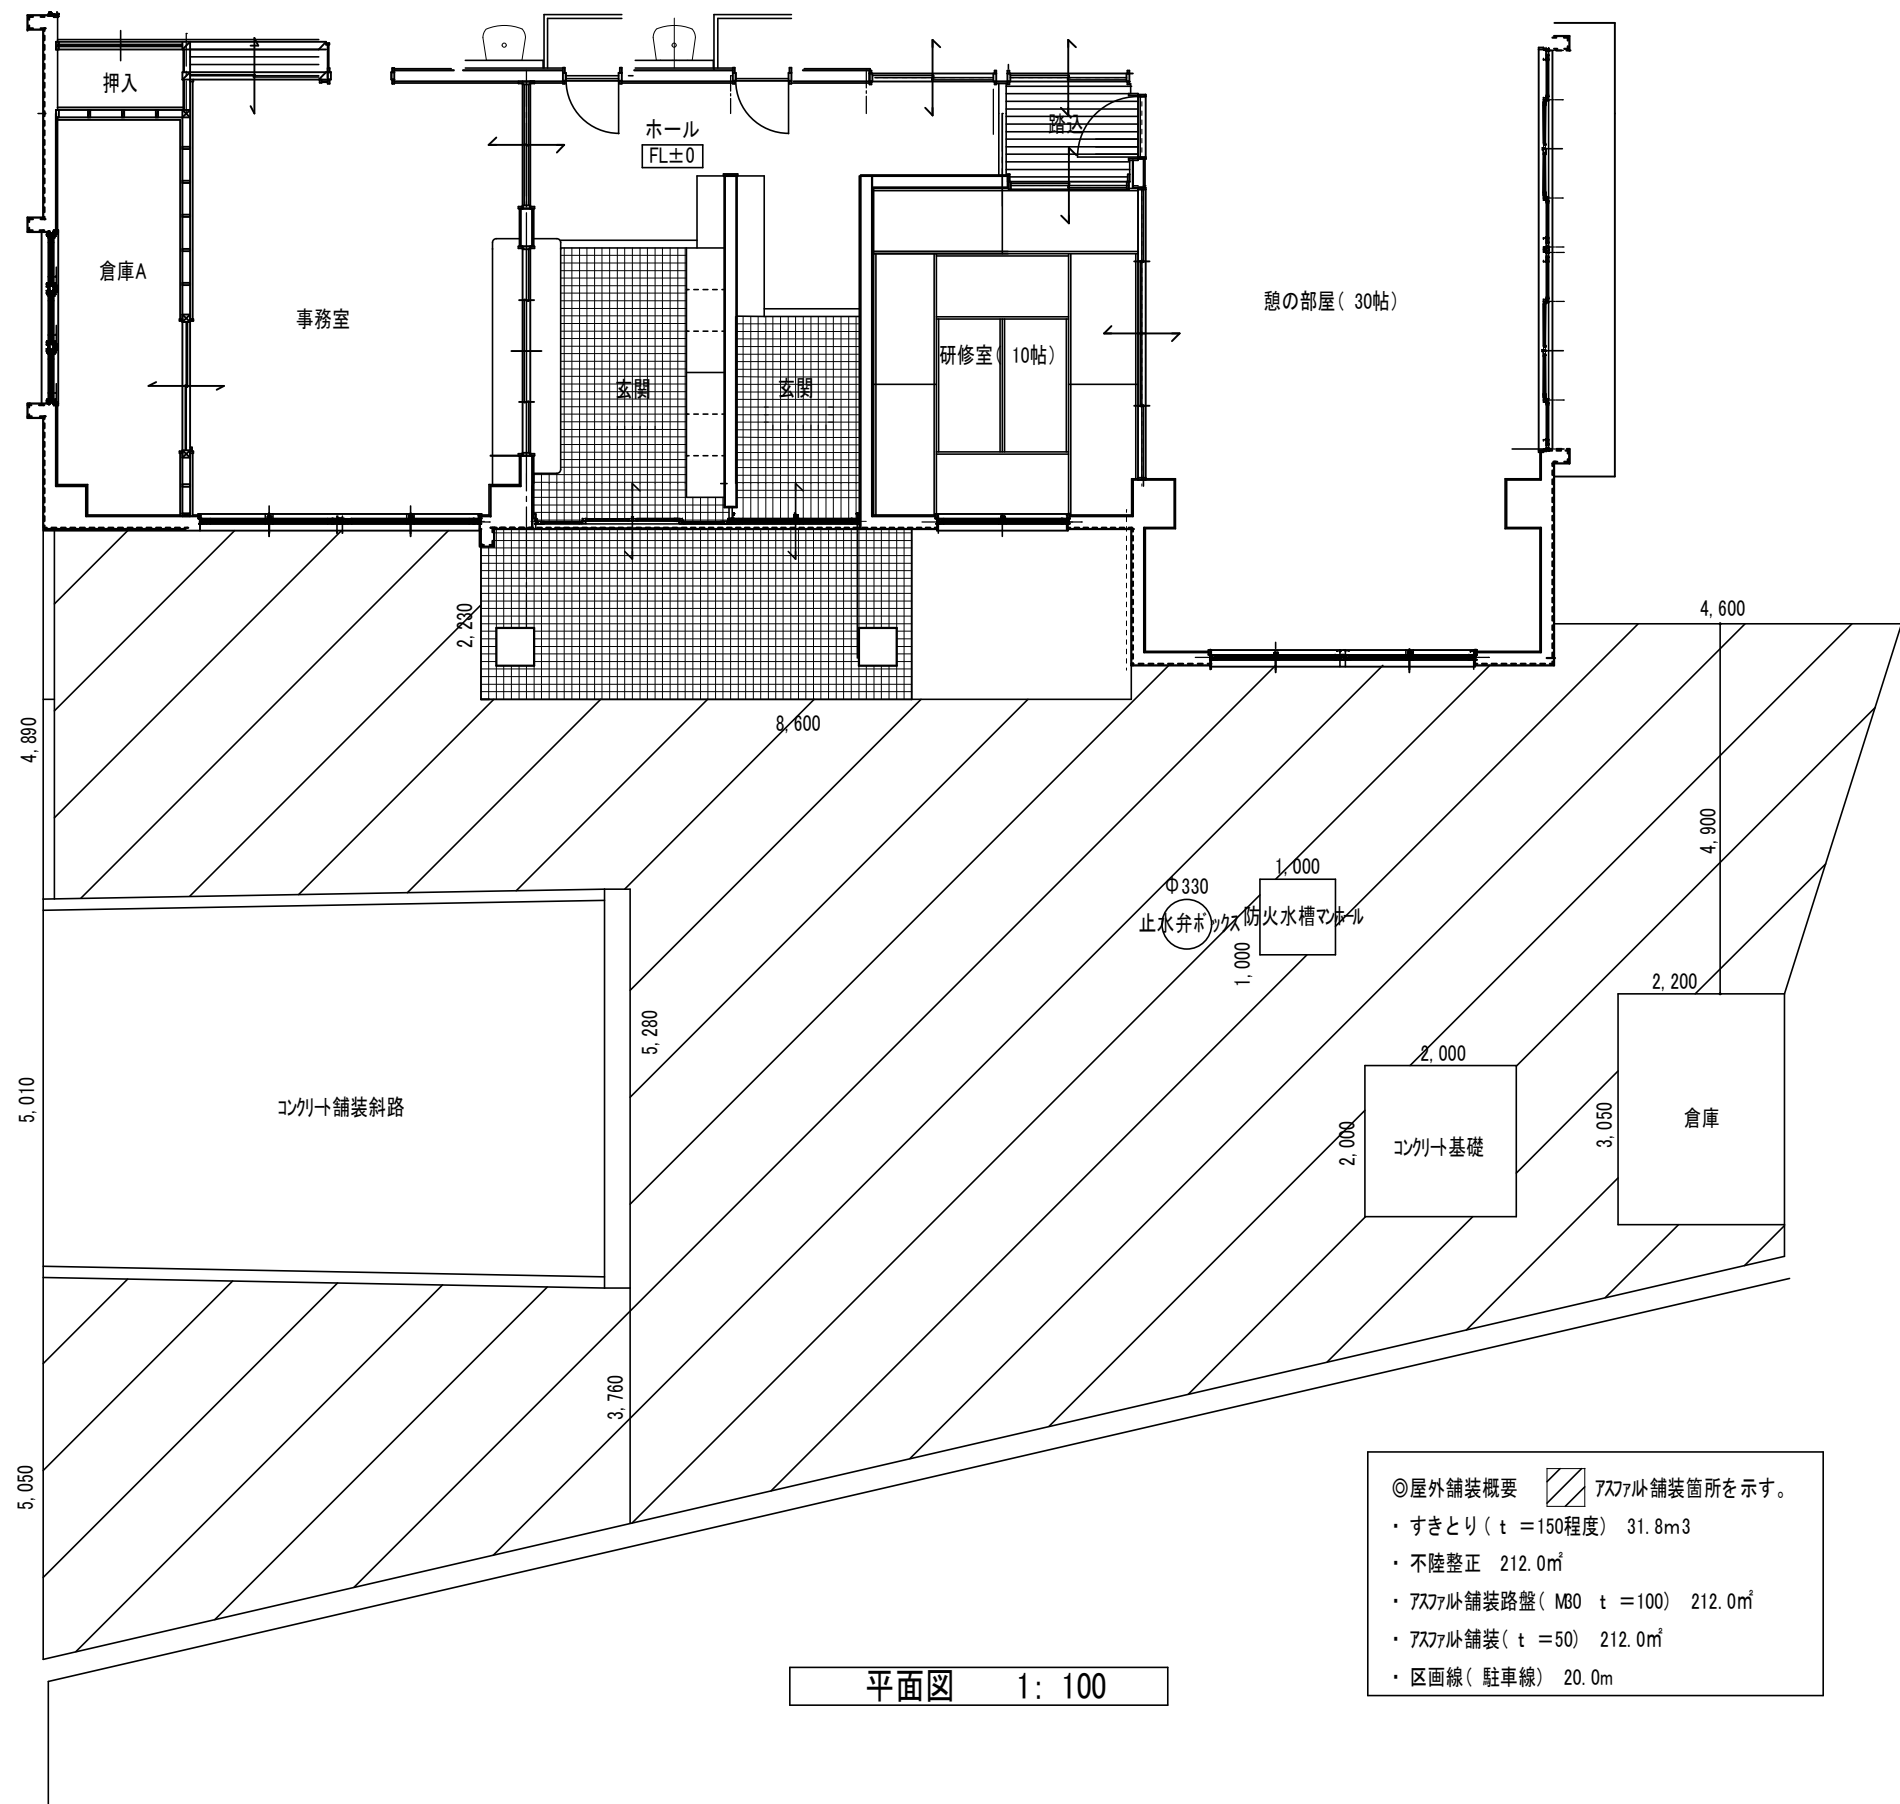 押入
ホール
FL±0
踏込
倉庫A
事務室
憩の部屋( 30帖)
研修室( 10帖)
玄関
玄関
2,230
4,600
8,600
4,890
4,900
1,000
Φ330
止水弁ボックス
防火水槽マンホール
1,000
2,200
5,280
2,000
5,010
コンクリート舗装斜路
3,050
倉庫
2,000
コンクリート基礎
3,760
5,050
◎屋外舗装概要 アスファルト舗装箇所を示す。
・ すきとり( t =150程度) 31.8m3
・ 不陸整正 212.0㎡
・ アスファルト舗装路盤( M30 t =100) 212.0㎡
・ アスファルト舗装( t =50) 212.0㎡
・ 区画線( 駐車線) 20.0m
平面図 1: 100